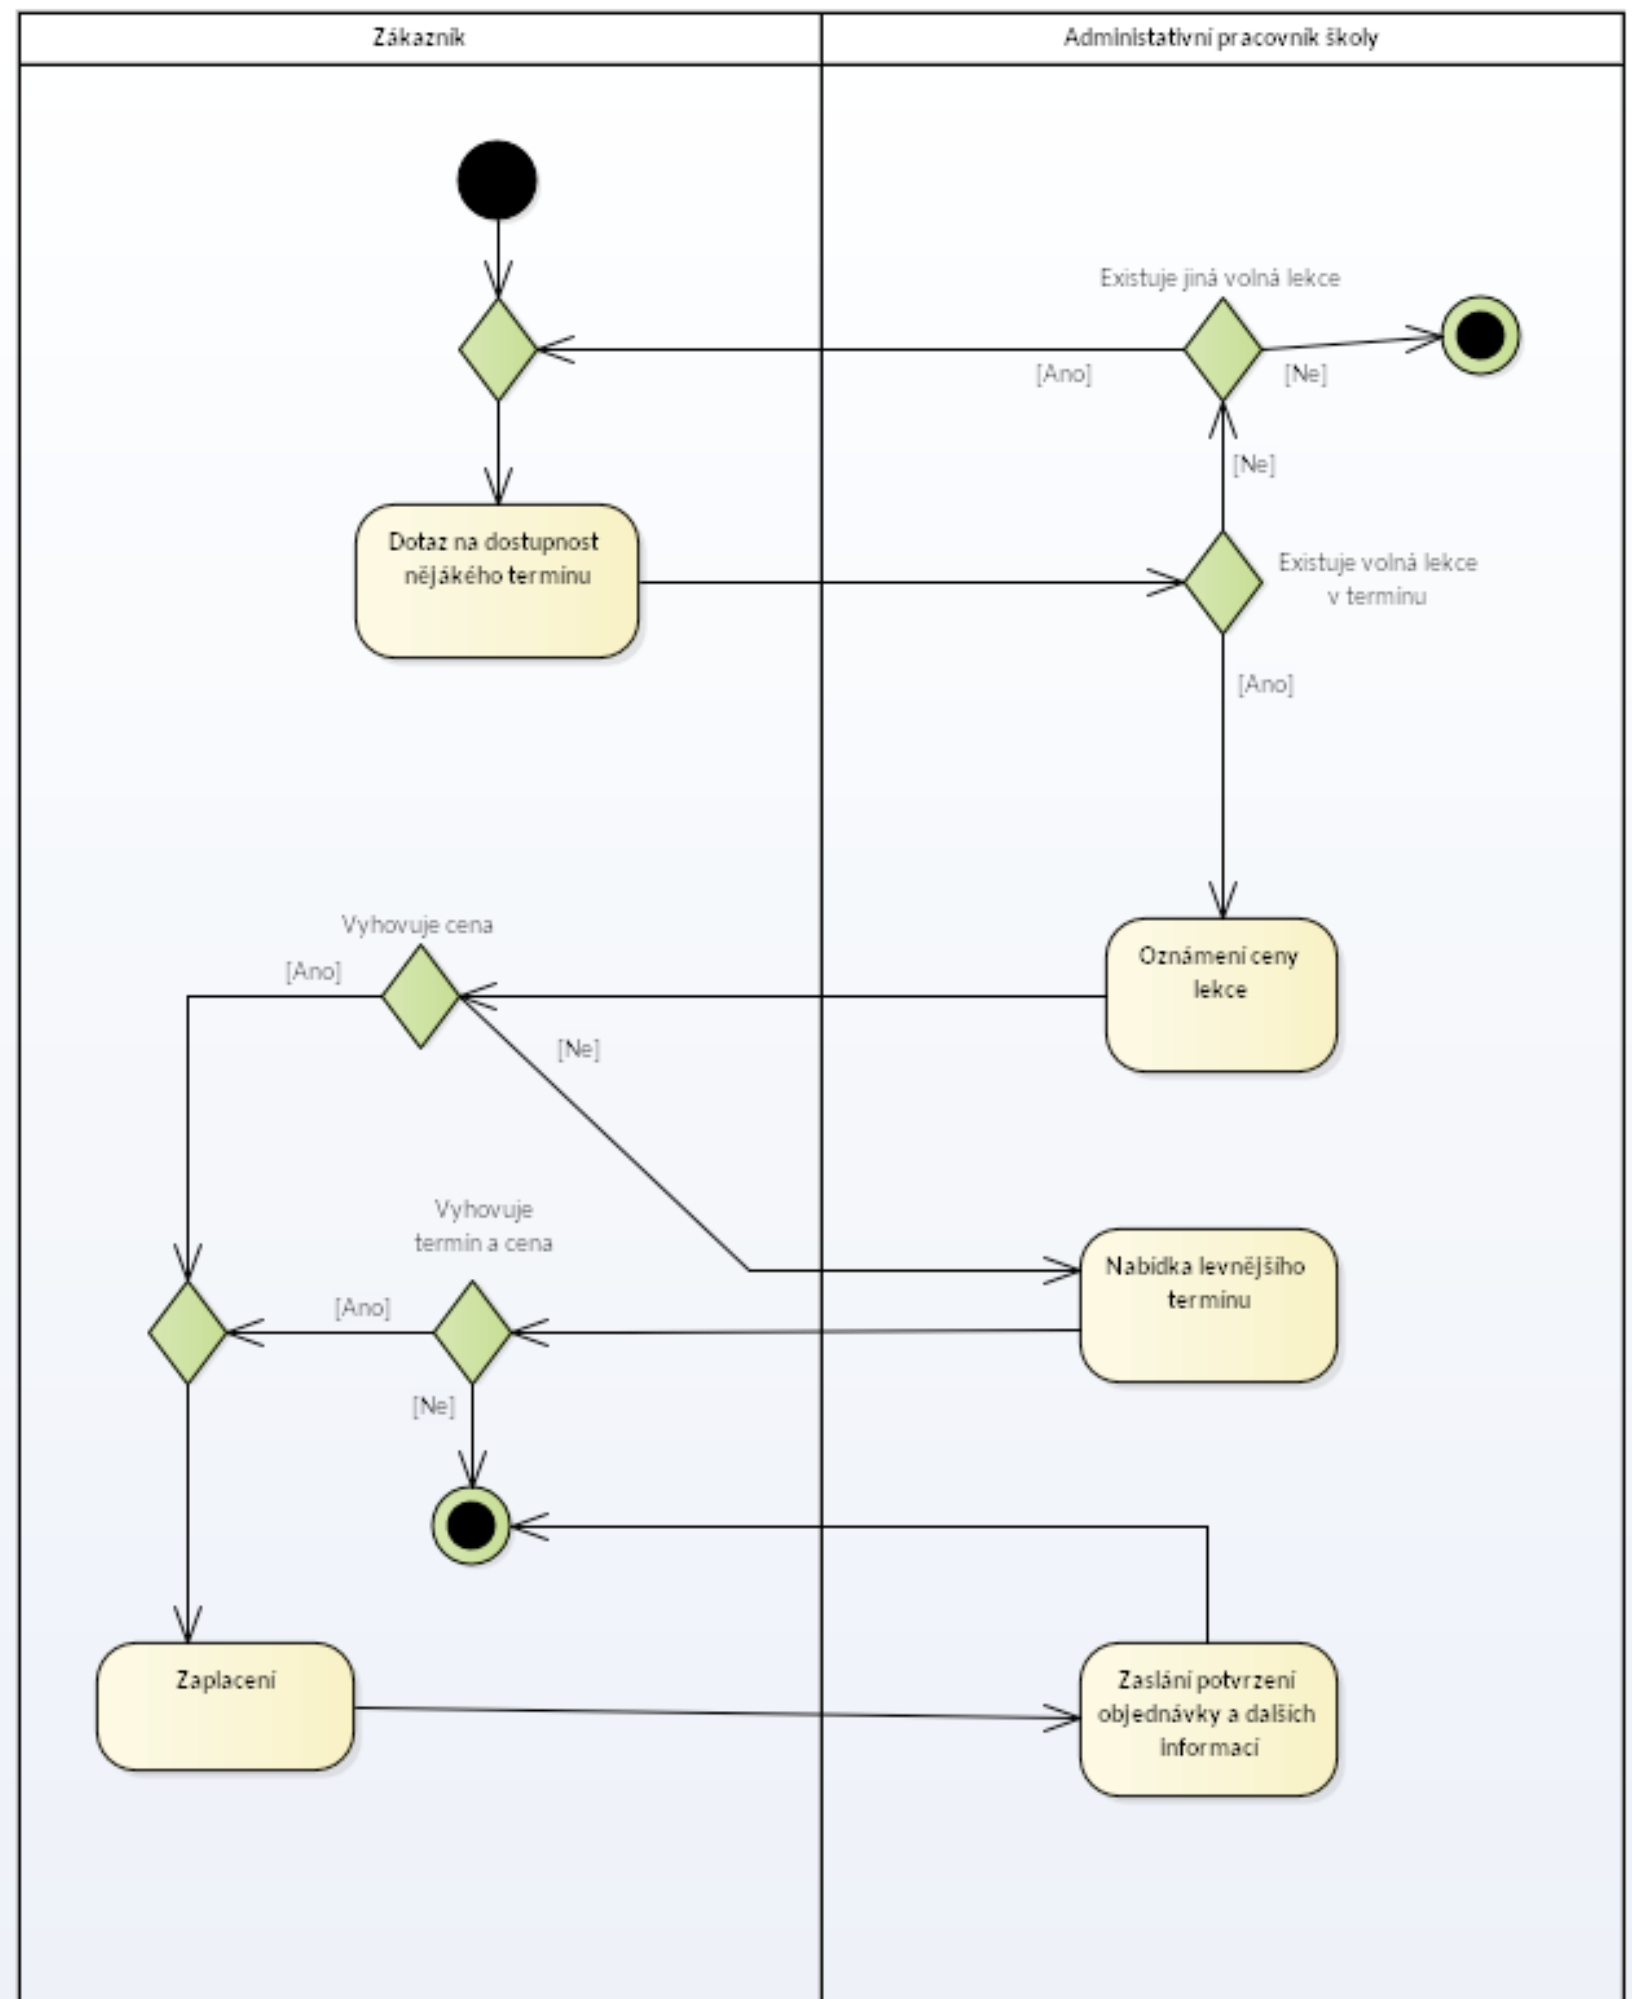 Zákazník
Administativní pracovník školy
Existuje jiná volná lekce
[Ano]
[Ne]
[Ne]
Dotaz na dostupnost
nějákého termínu
Existuje volná lekce
v termínu
[Ano]
Vyhovuje cena
[Ano]
Oznámení ceny
lekce
[Ne]
Vyhovuje
termín a cena
Nabídka levnějšího
termínu
[Ano]
[Ne]
Zaplacení
Zaslání potvrzení
objednávky a dalších
informací